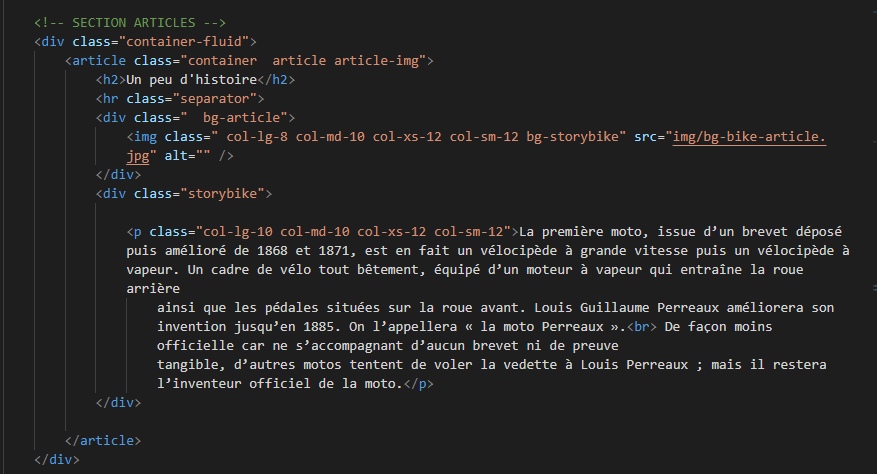 <!-- SECTION ARTICLES -->
<div class="container-fluid">
<article class="container  article article-img">
<h2>Un peu d'histoire</h2>
<hr class="separator">
<div class="  bg-article">
<img class=" col-lg-8 col-md-10 col-xs-12 col-sm-12 bg-storybike" src="img/bg-bike-article.
jpg" alt="" />
</div>
<div class="storybike">
<p class="col-lg-10 col-md-10 col-xs-12 col-sm-12">La première moto, issue d’un brevet déposé
puis amélioré de 1868 et 1871, est en fait un vélocipède à grande vitesse puis un vélocipède à
vapeur. Un cadre de vélo tout bêtement, équipé d’un moteur à vapeur qui entraîne la roue
arrière
ainsi que les pédales situées sur la roue avant. Louis Guillaume Perreaux améliorera son
invention jusqu’en 1885. On l’appellera « la moto Perreaux ».<br> De façon moins
officielle car ne s’accompagnant d’aucun brevet ni de preuve
tangible, d’autres motos tentent de voler la vedette à Louis Perreaux ; mais il restera
l’inventeur officiel de la moto.</p>
</div>
</article>
</div>